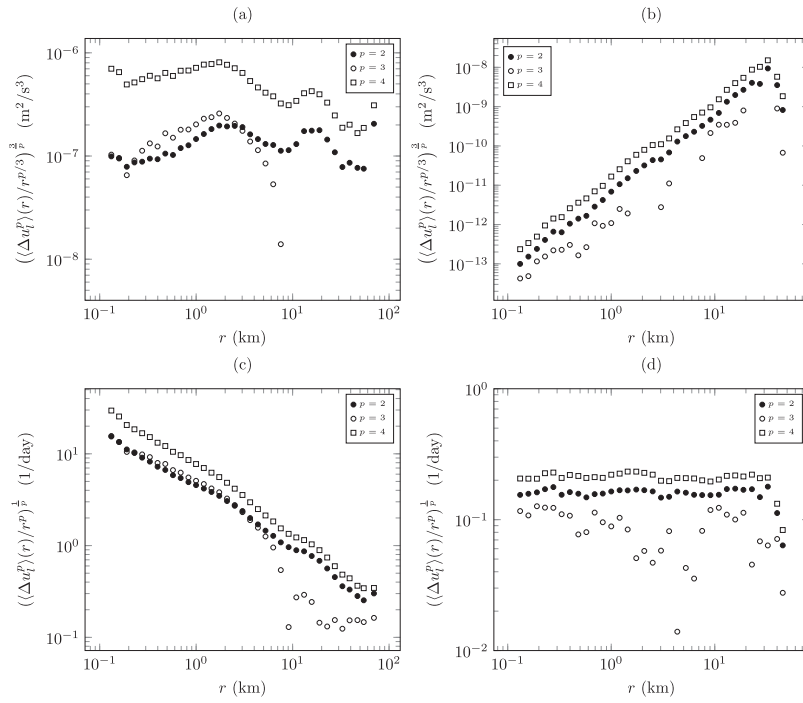 (a)
10^{-6}
10^{-7}
10^{-8}
(⟨Δu_l^p⟩(r)/r^{p/3})^{3/p} (m²/s³)
p = 2
p = 3
p = 4
10^{-1} 10^0 10^1 10^2
r (km)
(b)
10^{-8}
10^{-9}
10^{-10}
10^{-11}
10^{-12}
10^{-13}
(⟨Δu_l^p⟩(r)/r^{p/3})^{3/p} (m²/s³)
p = 2
p = 3
p = 4
10^{-1} 10^0 10^1
r (km)
(c)
10^1
10^0
10^{-1}
(⟨Δu_l^p⟩(r)/r^p)^{1/p} (1/day)
p = 2
p = 3
p = 4
10^{-1} 10^0 10^1 10^2
r (km)
(d)
10^0
10^{-1}
10^{-2}
(⟨Δu_l^p⟩(r)/r^p)^{1/p} (1/day)
p = 2
p = 3
p = 4
10^{-1} 10^0 10^1
r (km)